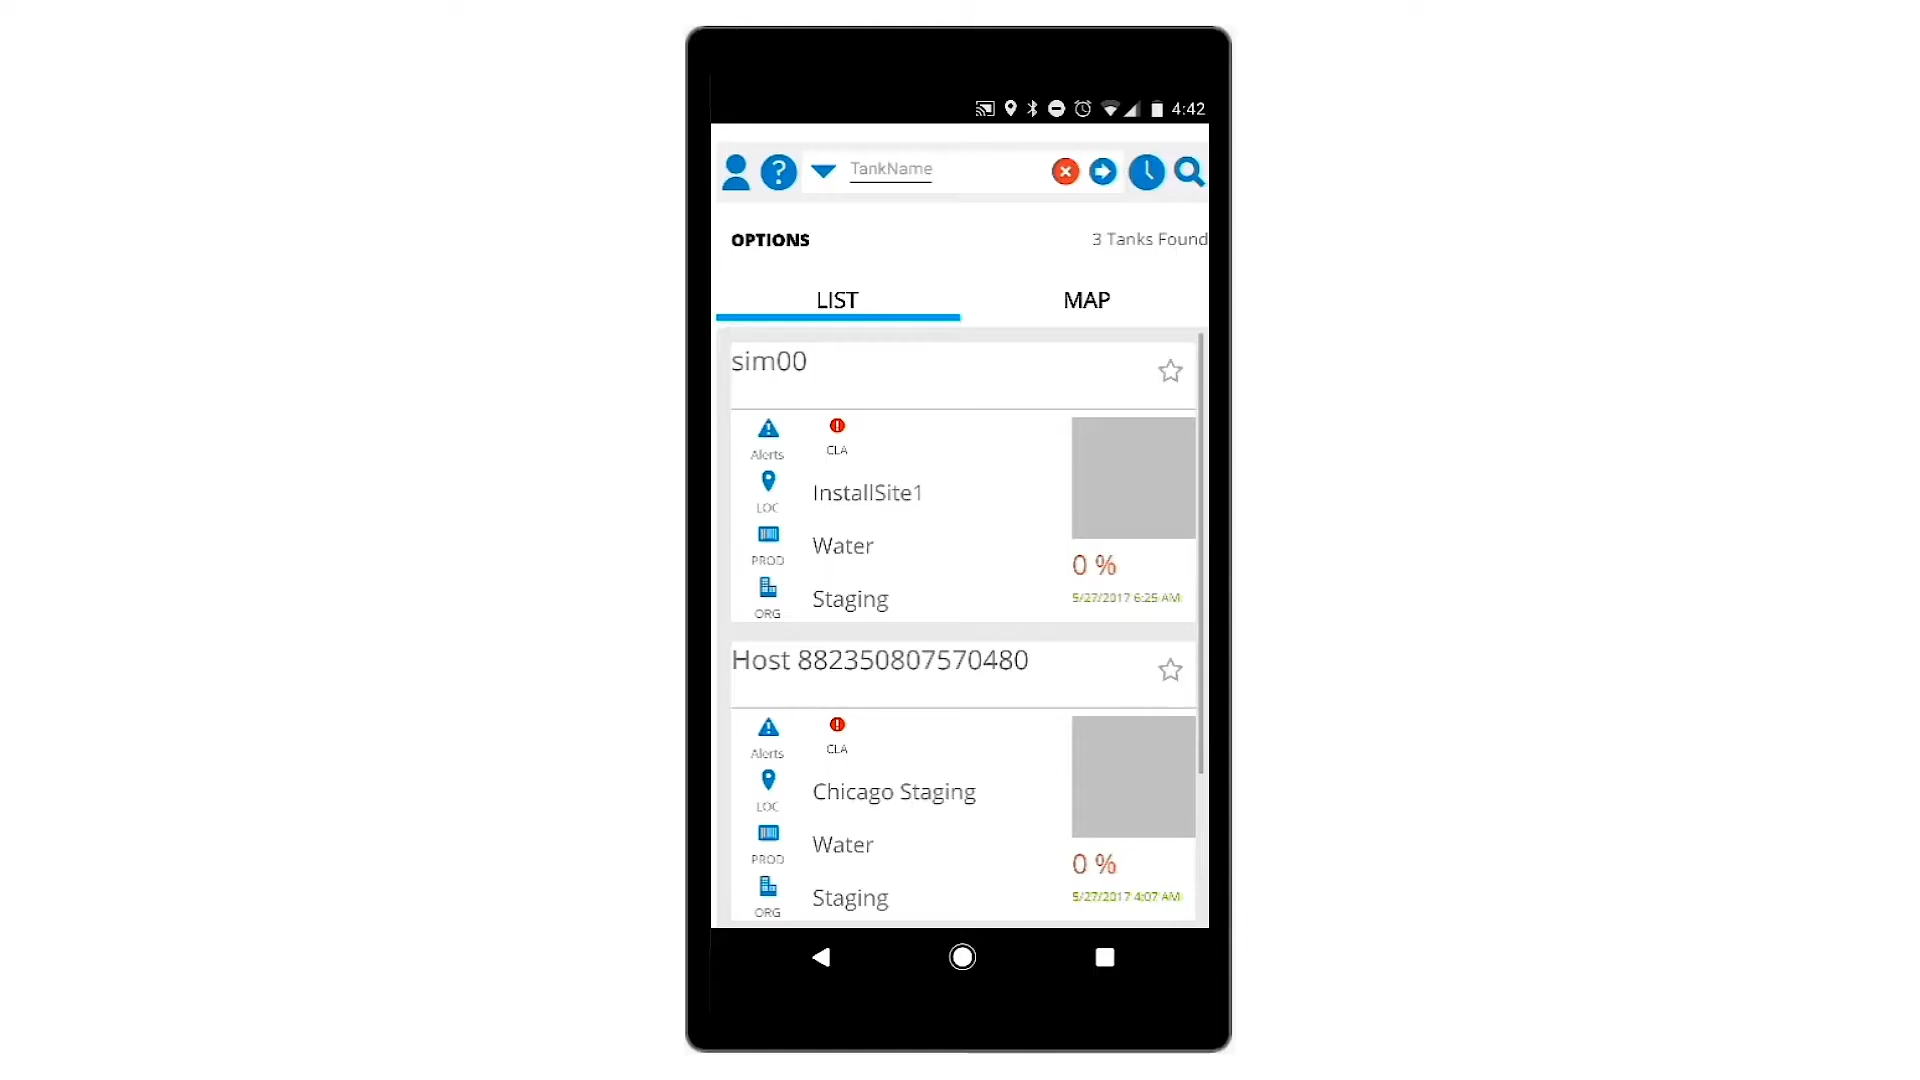 4:42
TankName
OPTIONS
3 Tanks Found
LIST
MAP
sim00
Alerts
CLA
LOC
InstallSite1
PROD
Water
0 %
ORG
Staging
5/27/2017 6:25 AM
Host 882350807570480
Alerts
CLA
LOC
Chicago Staging
PROD
Water
0 %
ORG
Staging
5/27/2017 4:07 AM